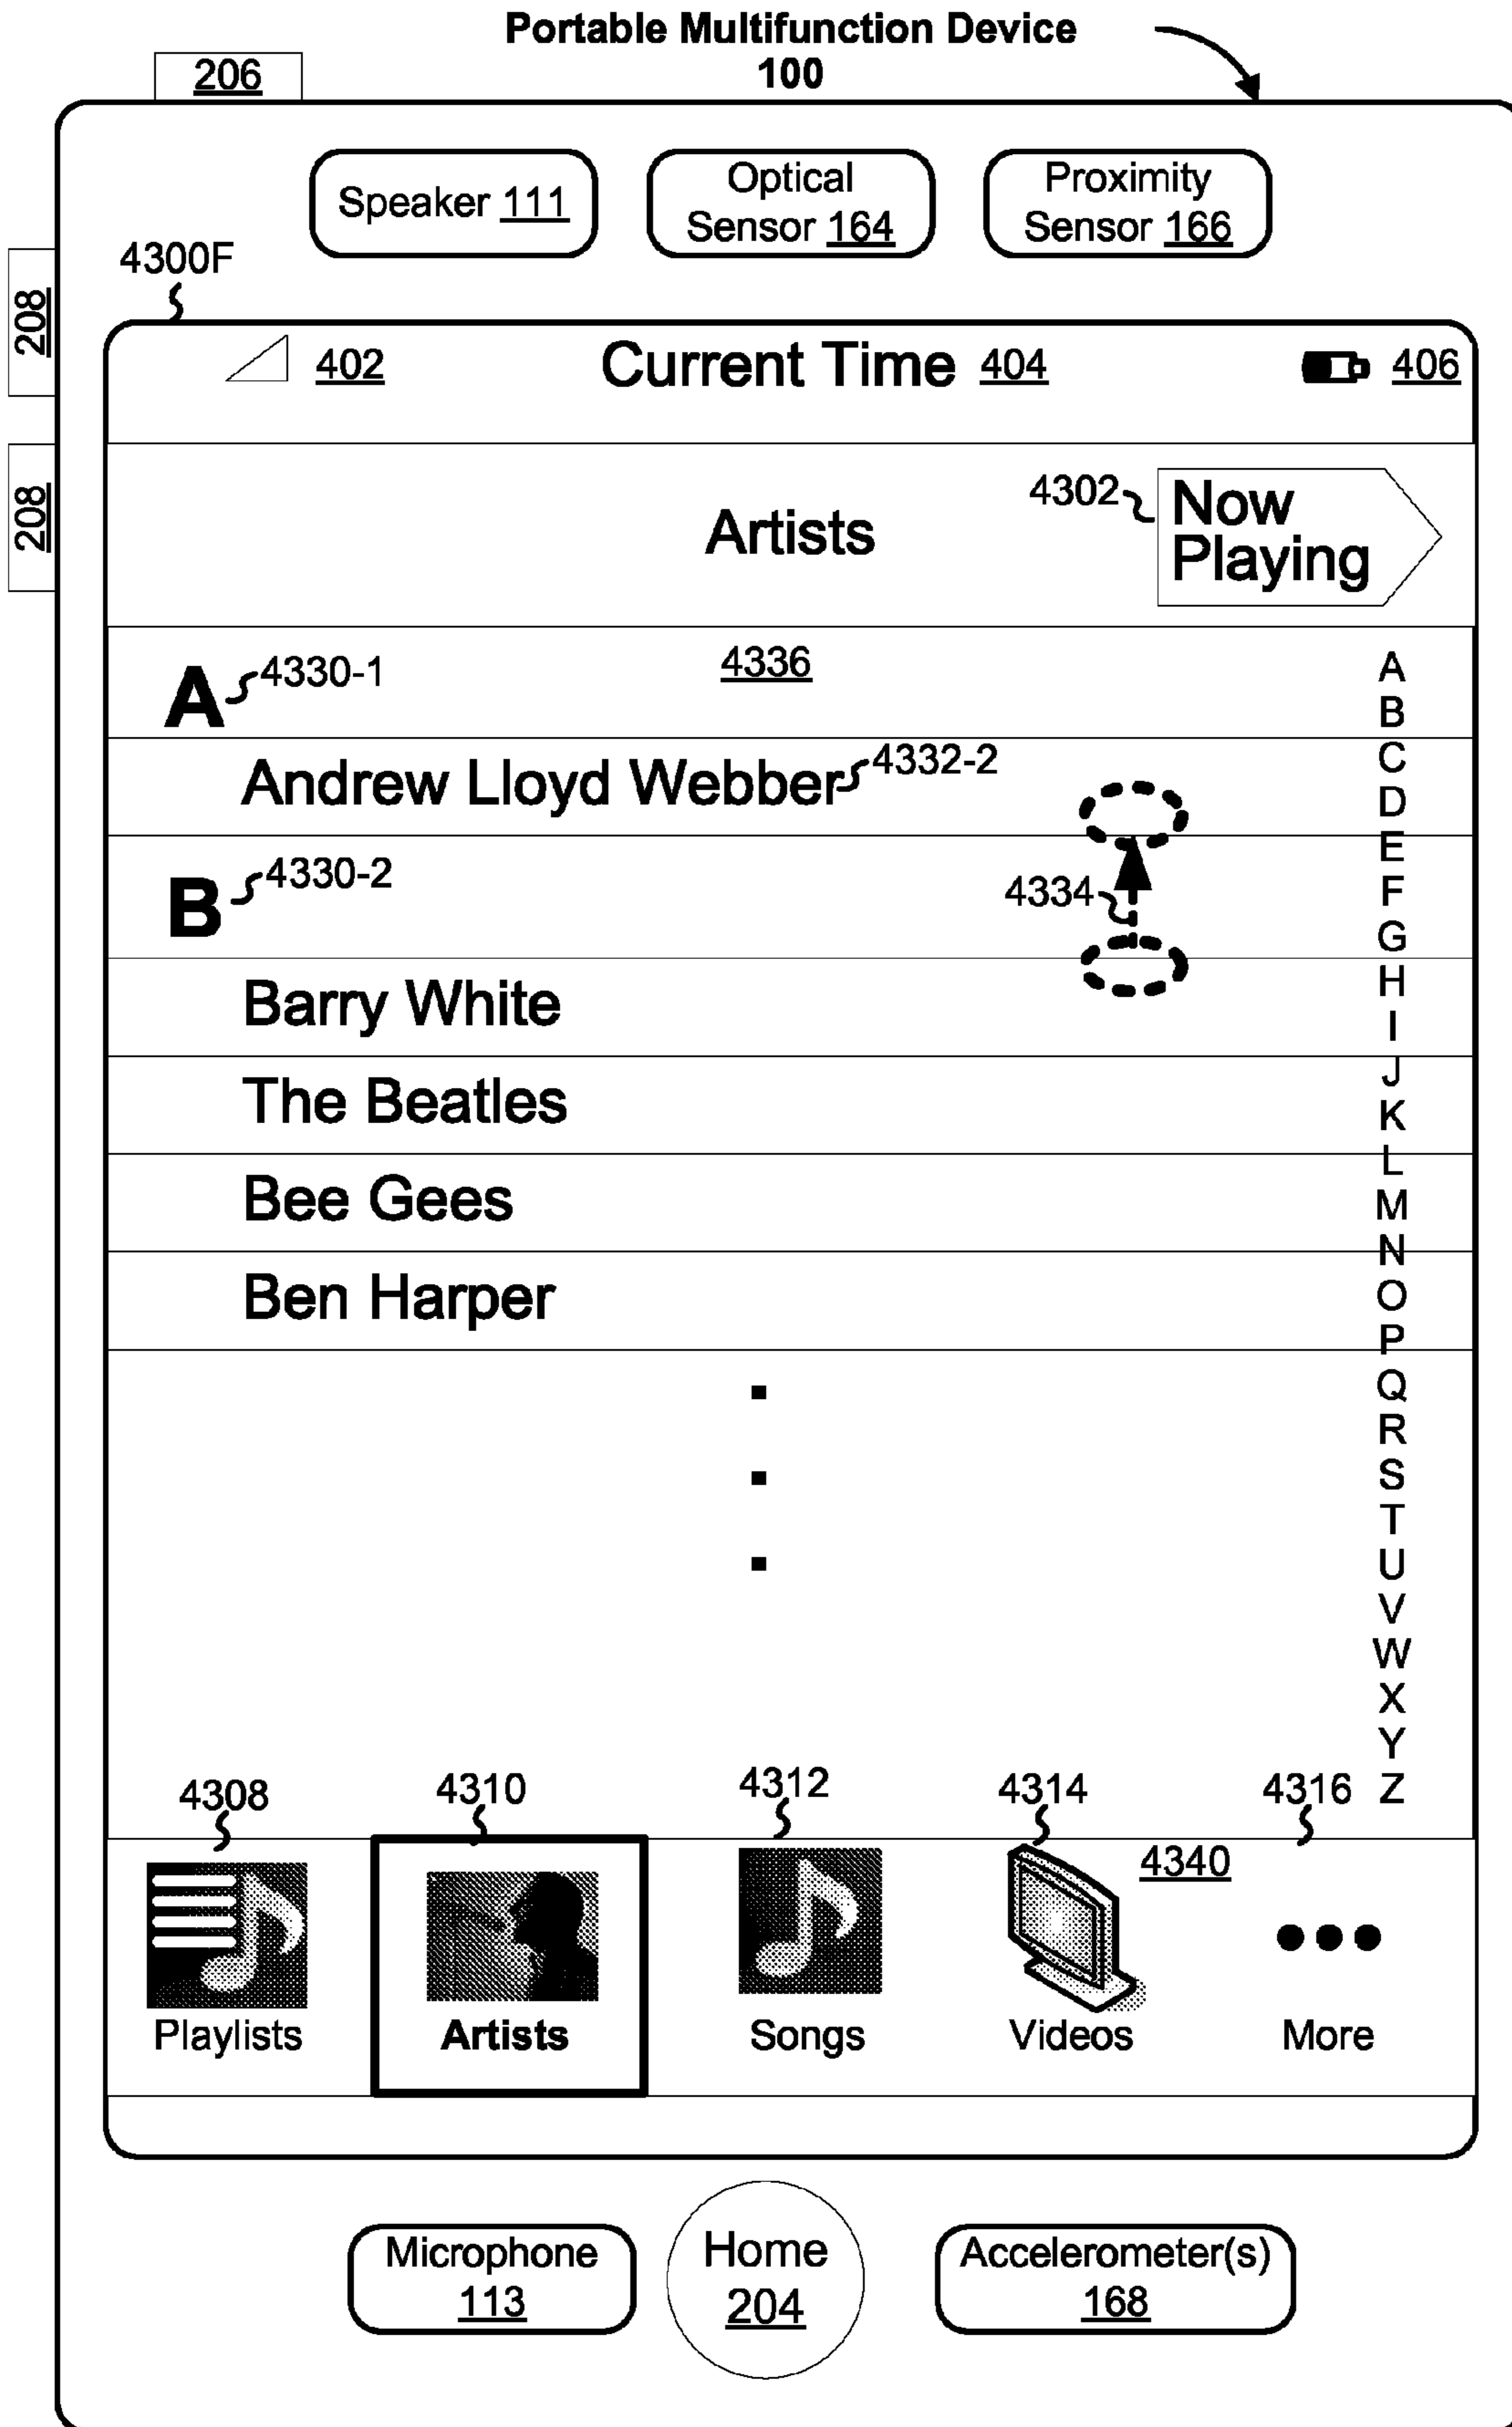 Portable Multifunction Device
100
206
Speaker 111
Optical
Sensor 164
Proximity
Sensor 166
4300F
208
208
402
Current Time 404
406
Artists
4302
Now
Playing
A
4330-1
4336
Andrew Lloyd Webber
4332-2
B
4330-2
4334
Barry White
The Beatles
Bee Gees
Ben Harper
A
B
C
D
E
F
G
H
I
J
K
L
M
N
O
P
Q
R
S
T
U
V
W
X
Y
Z
4308
4310
4312
4314
4316
4340
Playlists
Artists
Songs
Videos
More
Microphone
113
Home
204
Accelerometer(s)
168